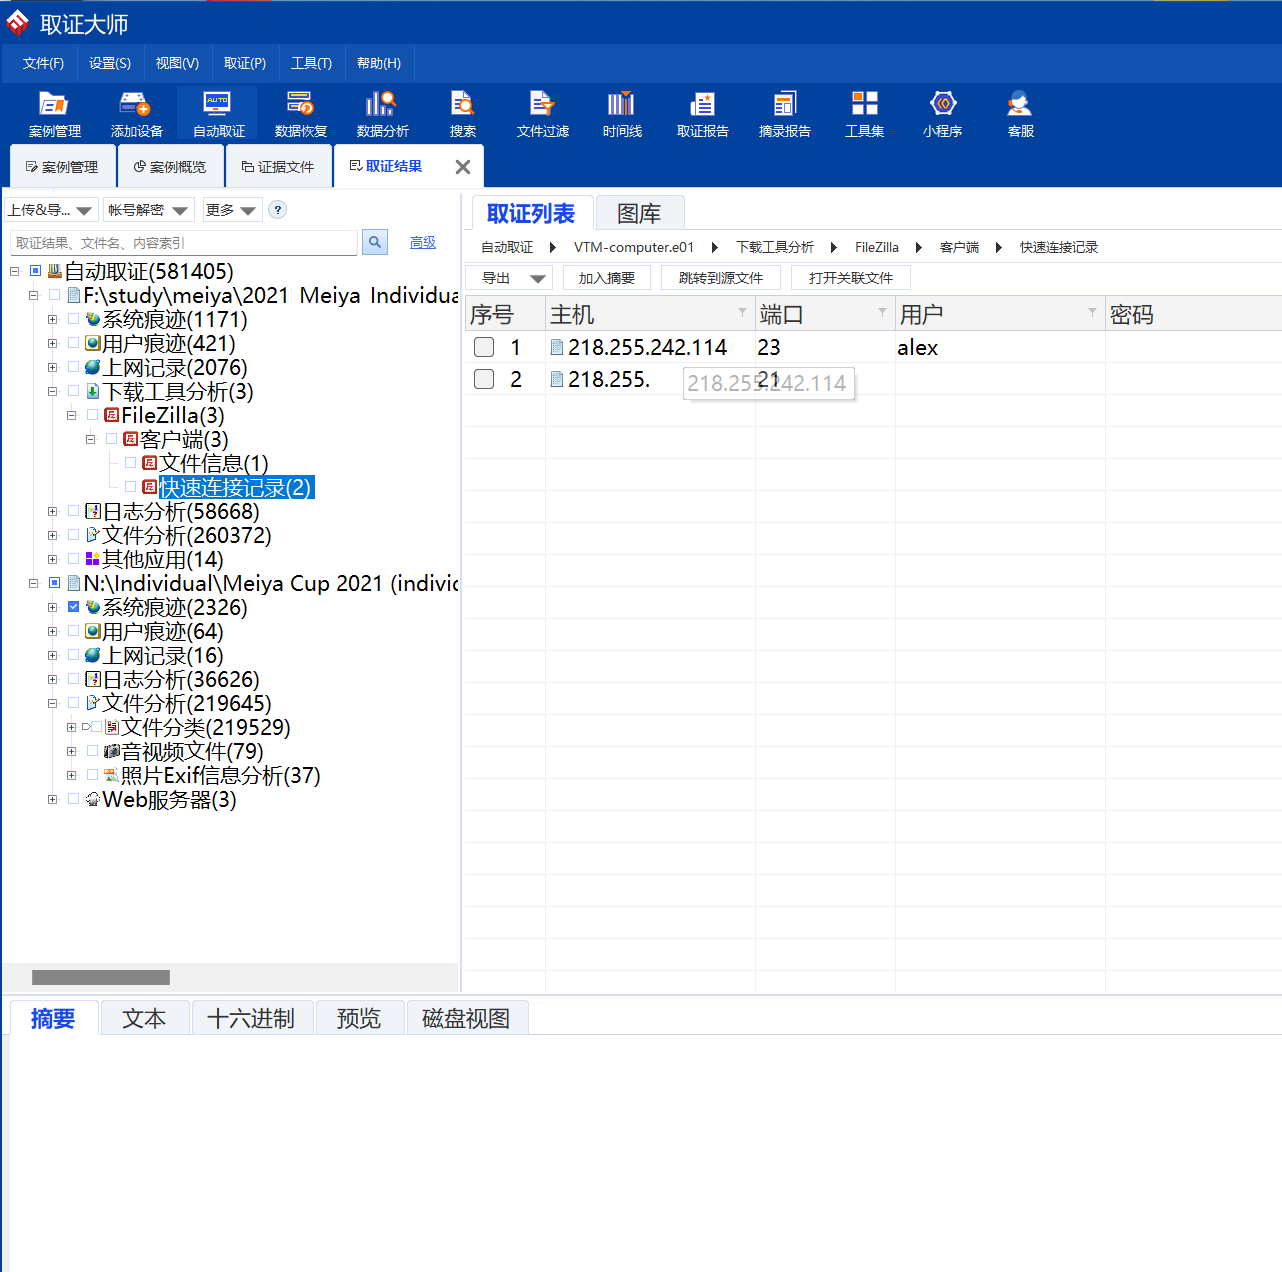 取证大师
文件(F) 设置(S) 视图(V) 取证(P) 工具(T) 帮助(H)
AUTO
案例管理 添加设备 自动取证 数据恢复 数据分析 搜索 文件过滤 时间线 取证报告 摘录报告 工具集 小程序 客服
案例管理 案例概览 证据文件 取证结果
上传&导... 帐号解密 更多 ?
取证结果、文件名、内容索引 高级
自动取证(581405)
F:\study\meiya\2021 Meiya Individua
系统痕迹(1171)
用户痕迹(421)
上网记录(2076)
下载工具分析(3)
FileZilla(3)
客户端(3)
文件信息(1)
快速连接记录(2)
日志分析(58668)
文件分析(260372)
其他应用(14)
N:\Individual\Meiya Cup 2021 (indivic
系统痕迹(2326)
用户痕迹(64)
上网记录(16)
日志分析(36626)
文件分析(219645)
文件分类(219529)
音视频文件(79)
照片Exif信息分析(37)
Web服务器(3)
取证列表 图库
自动取证 VTM-computer.e01 下载工具分析 FileZilla 客户端 快速连接记录
导出 加入摘要 跳转到源文件 打开关联文件
序号 主机 端口 用户 密码
1 218.255.242.114 23 alex
2 218.255. 21
218.255.242.114
摘要 文本 十六进制 预览 磁盘视图